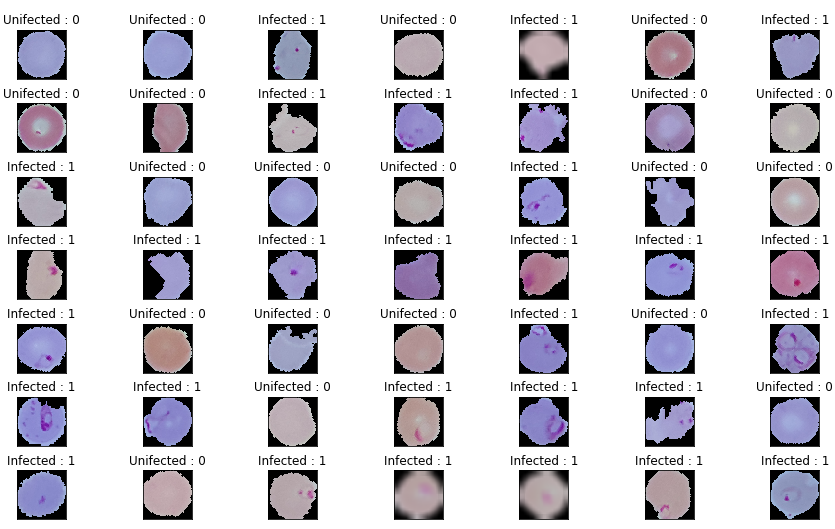 Unifected : 0 Unifected : 0 Infected : 1 Unifected : 0 Infected : 1 Unifected : 0 Infected : 1
Unifected : 0 Unifected : 0 Infected : 1 Infected : 1 Infected : 1 Unifected : 0 Unifected : 0
Infected : 1 Unifected : 0 Unifected : 0 Unifected : 0 Infected : 1 Unifected : 0 Unifected : 0
Infected : 1 Infected : 1 Infected : 1 Infected : 1 Infected : 1 Infected : 1 Infected : 1
Infected : 1 Unifected : 0 Unifected : 0 Unifected : 0 Infected : 1 Unifected : 0 Infected : 1
Infected : 1 Infected : 1 Unifected : 0 Infected : 1 Infected : 1 Infected : 1 Unifected : 0
Infected : 1 Unifected : 0 Infected : 1 Infected : 1 Infected : 1 Infected : 1 Infected : 1